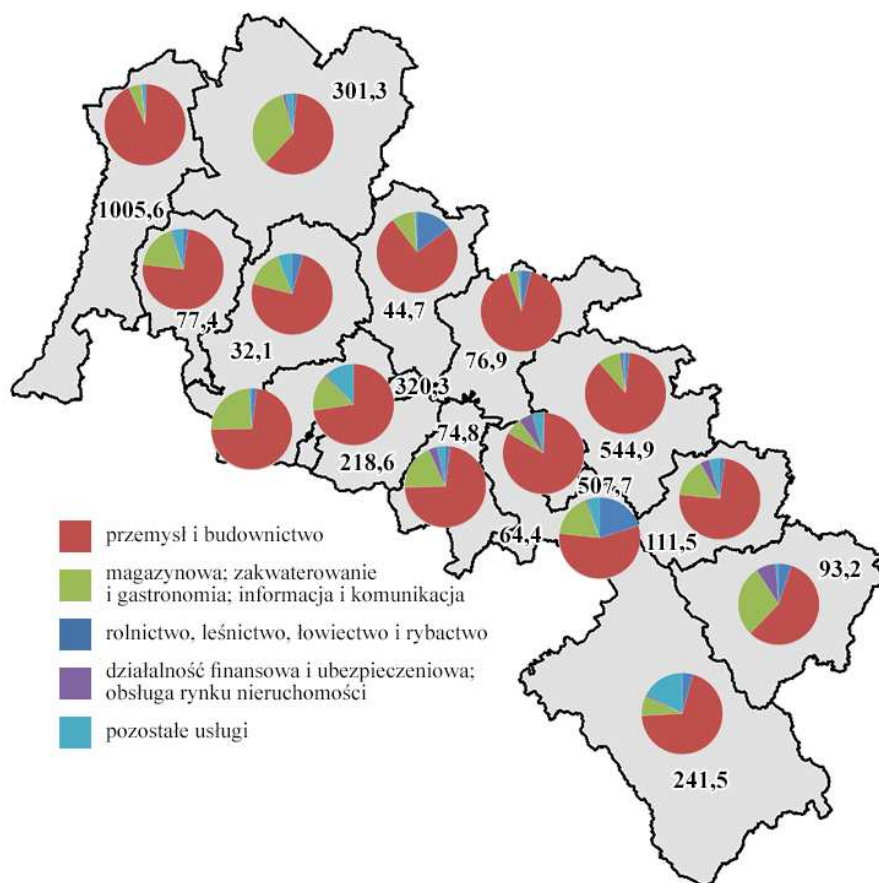 301,3
1005,6
77,4
32,1
44,7
76,9
320,3
74,8
544,9
218,6
507,7
64,4
111,5
93,2
241,5
przemysł i budownictwo
magazynowa; zakwaterowanie
i gastronomia; informacja i komunikacja
rolnictwo, leśnictwo, łowiectwo i rybactwo
działalność finansowa i ubezpieczeniowa;
obsługa rynku nieruchomości
pozostałe usługi